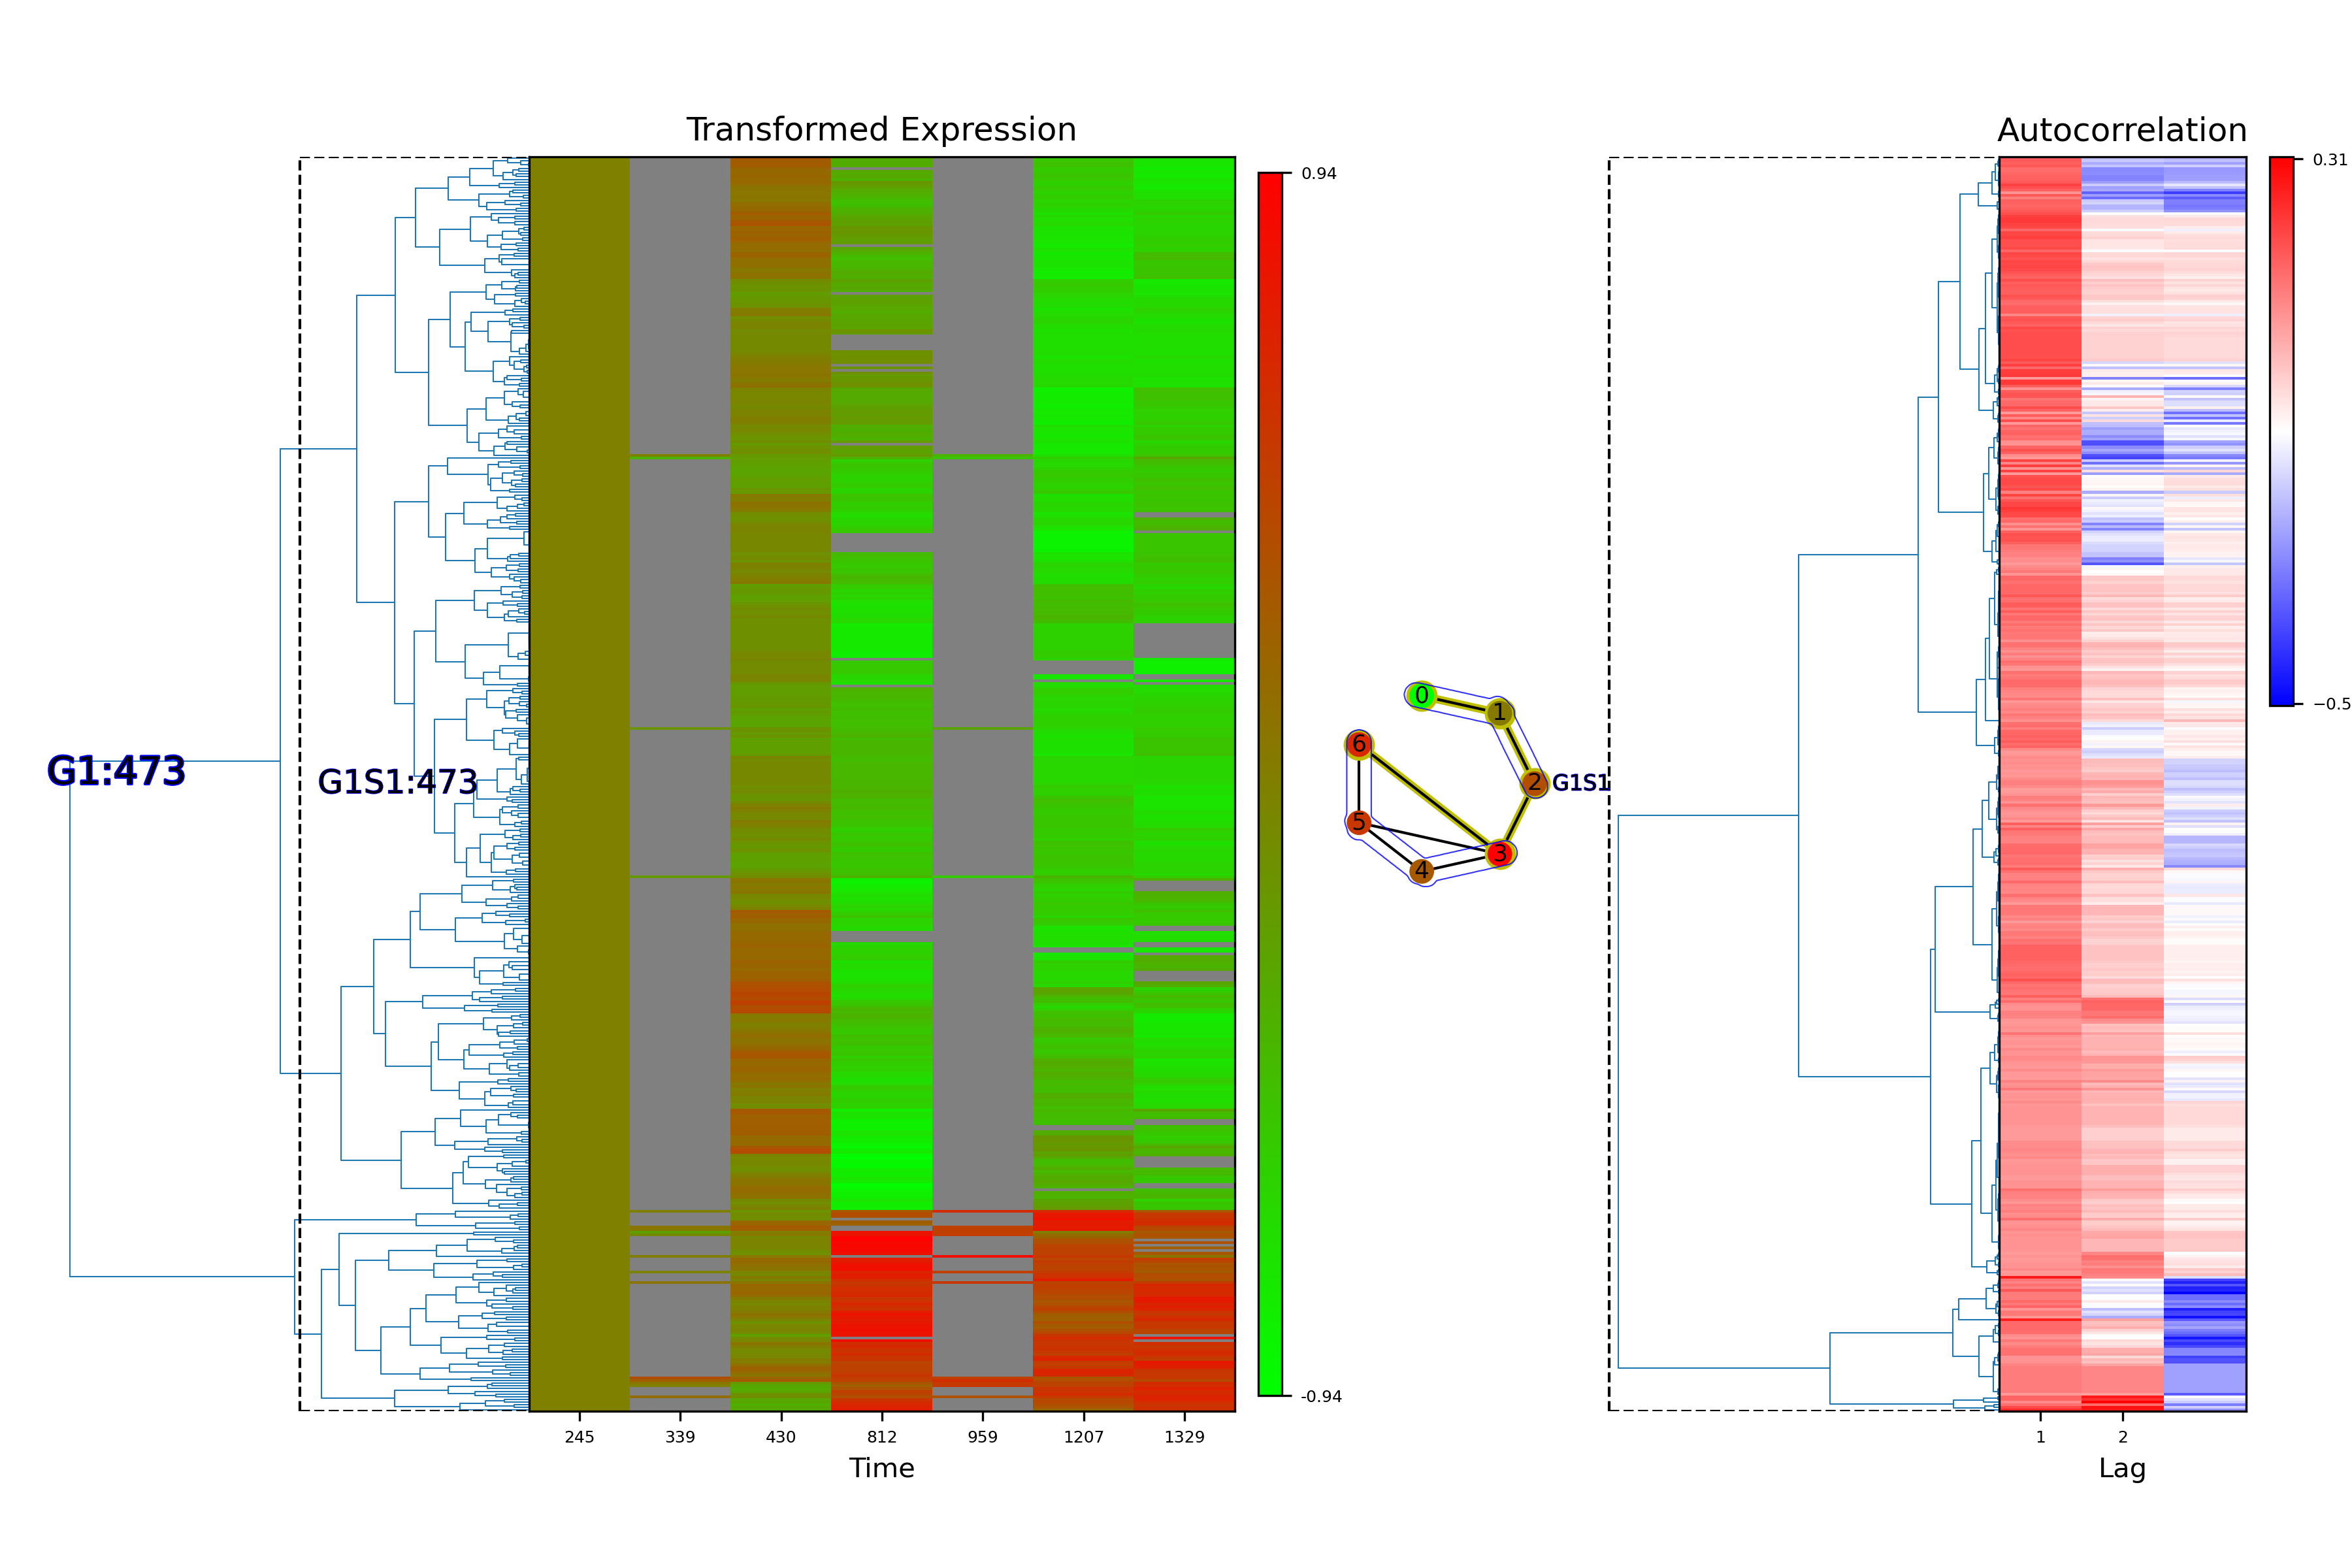 Transformed Expression
Autocorrelation
0.94
-0.94
0.31
−0.5
G1:473
G1S1:473
0
1
2
3
4
5
6
G1S1
245 339 430 812 959 1207 1329
Time
1 2
Lag